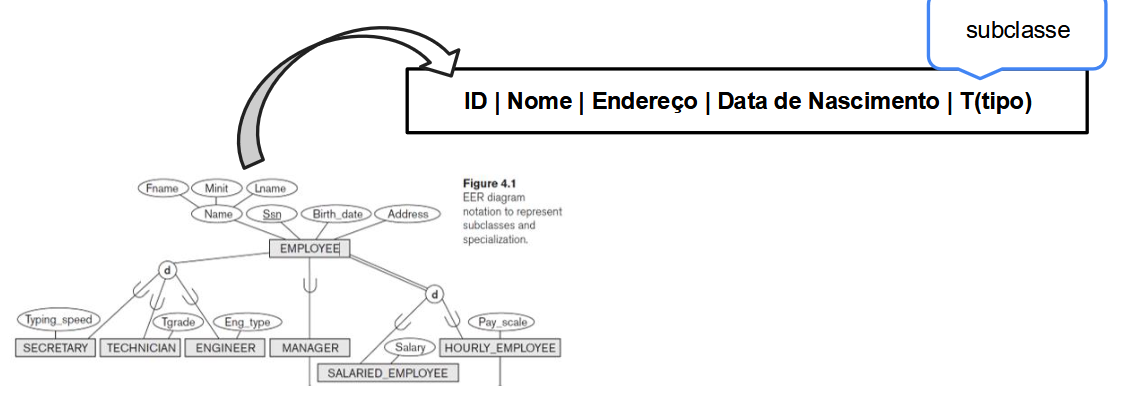 subclasse
ID | Nome | Endereço | Data de Nascimento | T(tipo)
Fname Minit Lname
Name Ssn Birth_date Address
Figure 4.1
EER diagram
notation to represent
subclasses and
specialization.
EMPLOYEE
d
d
Typing_speed Tgrade Eng_type Pay_scale
SECRETARY TECHNICIAN ENGINEER MANAGER Salary HOURLY_EMPLOYEE
SALARIED_EMPLOYEE